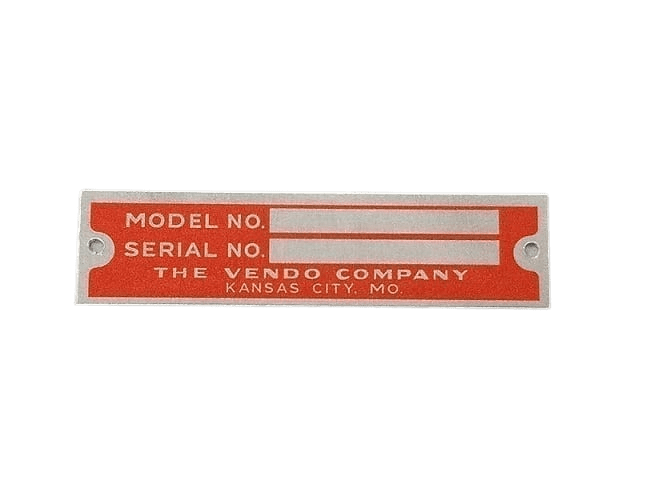 MODEL NO.
SERIAL NO.
THE VENDO COMPANY
KANSAS CITY, MO.